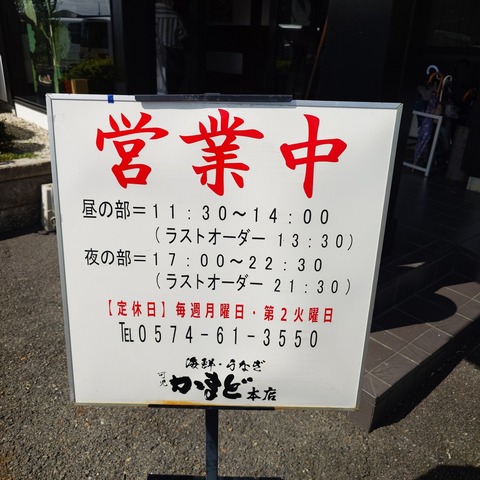 営業中
昼の部＝11：30～14：00
（ラストオーダー 13：30）
夜の部＝17：00～22：30
（ラストオーダー 21：30）
【定休日】毎週月曜日・第2火曜日
℡0574-61-3550
海鮮・うなぎ
可児 かまど 本店